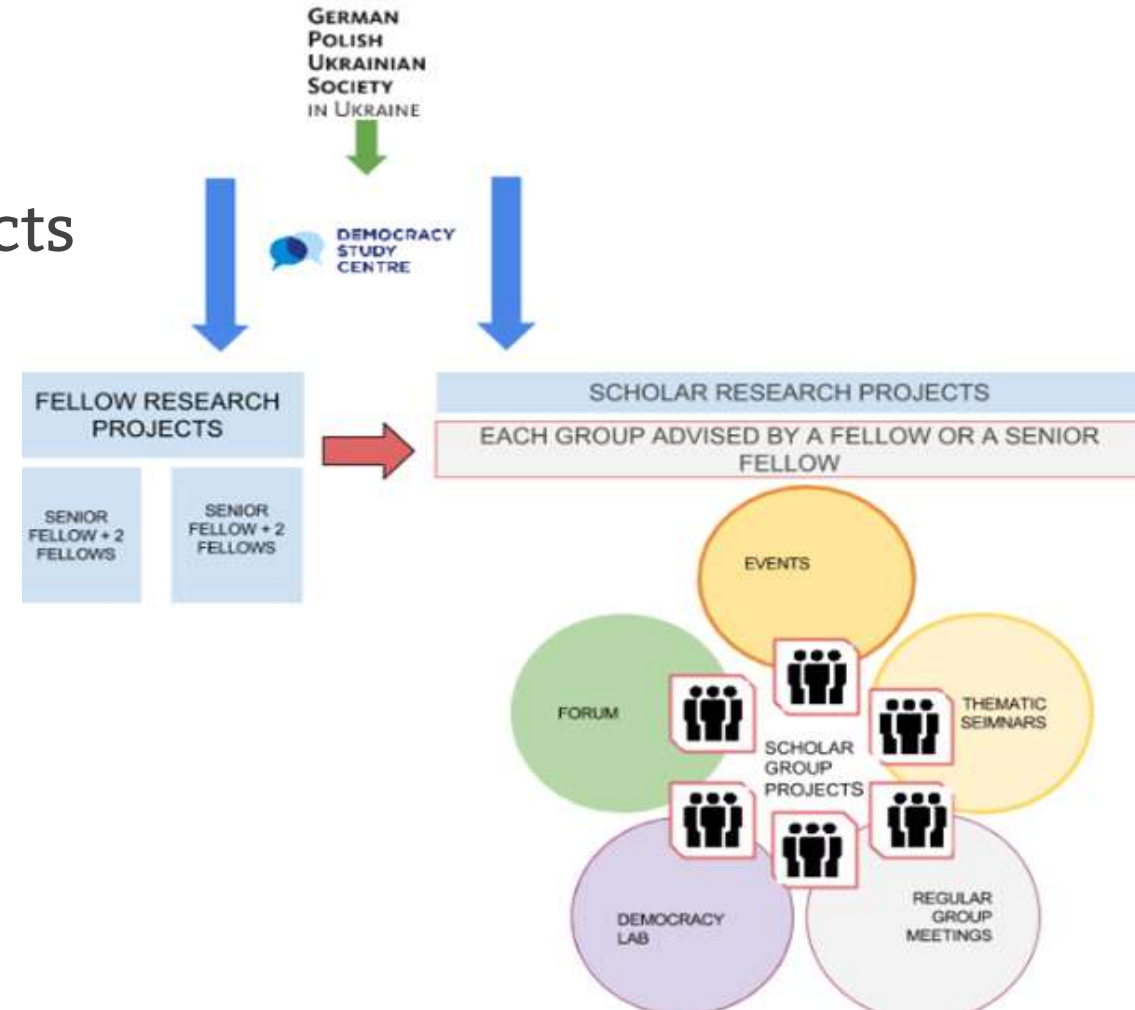 GERMAN
POLISH
UKRAINIAN
SOCIETY
IN UKRAINE
cts
DEMOCRACY
STUDY
CENTRE
FELLOW RESEARCH
PROJECTS
SENIOR
FELLOW + 2
FELLOWS
SENIOR
FELLOW + 2
FELLOWS
SCHOLAR RESEARCH PROJECTS
EACH GROUP ADVISED BY A FELLOW OR A SENIOR
FELLOW
EVENTS
FORUM
THEMATIC
SEIMNARS
SCHOLAR
GROUP
PROJECTS
DEMOCRACY
LAB
REGULAR
GROUP
MEETINGS